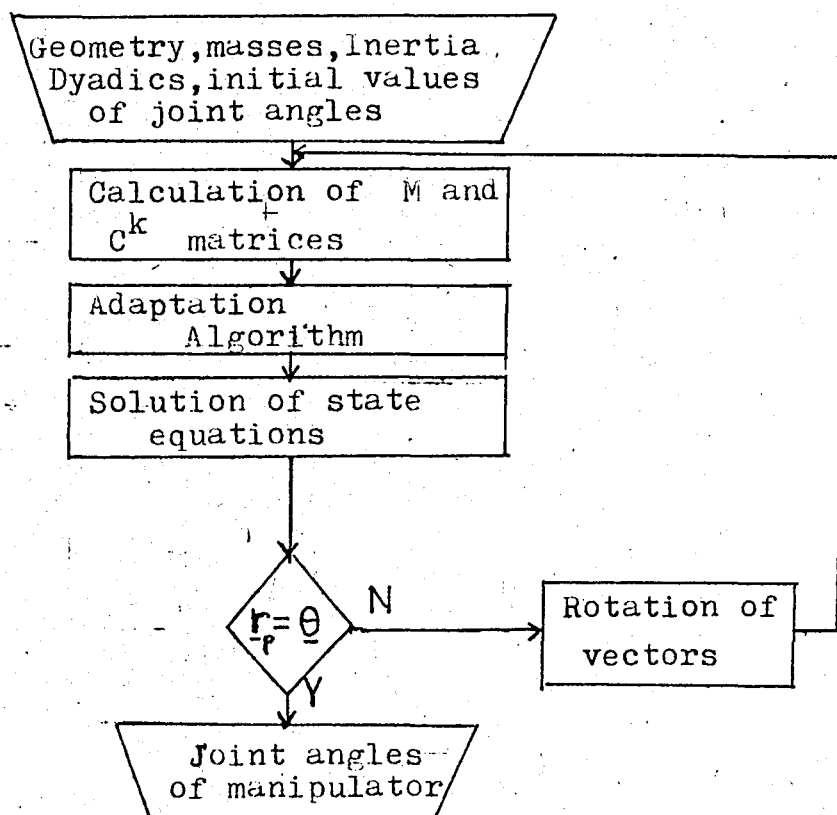 Geometry,masses,Inertia
Dyadics,initial values
of joint angles
Calculation of M and
C^k matrices
Adaptation
Algorithm
Solution of state
equations
r_p = θ
N
Rotation of
vectors
Y
Joint angles
of manipulator